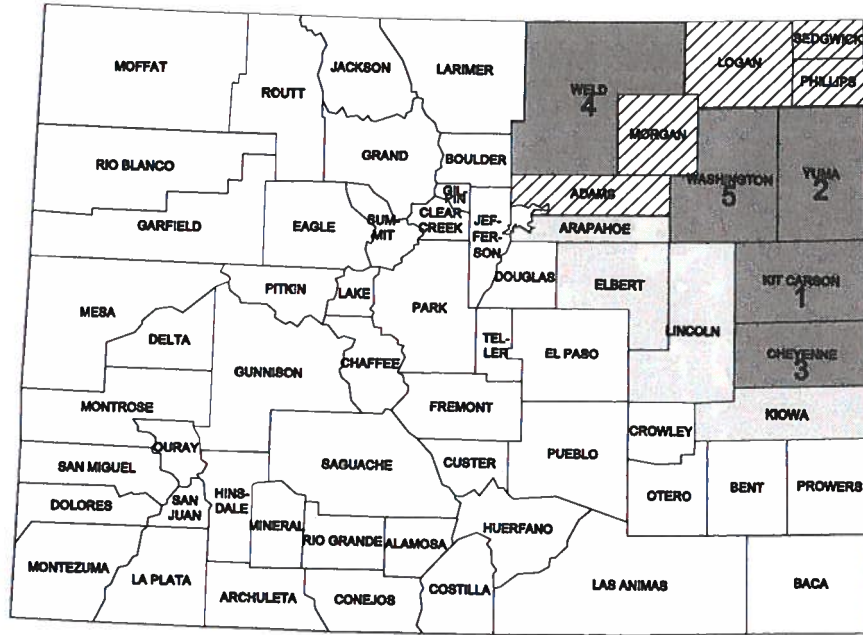 MOFFAT
ROUTT
JACKSON
LARIMER
WELD
4
LOGAN
SEDGWICK
PHILLIPS
MORGAN
RIO BLANCO
GRAND
BOULDER
WASHINGTON
5
YUMA
2
GARFIELD
EAGLE
SUM-
MIT
GIL-
PIN
CLEAR
CREEK
JEF-
FER-
SON
ADAMS
ARAPAHOE
DOUGLAS
ELBERT
KIT CARSON
1
PITKIN
LAKE
PARK
MESA
DELTA
LINCOLN
CHEYENNE
3
TEL-
LER
EL PASO
CHAFFEE
GUNNISON
MONTROSE
FREMONT
KIOWA
CROWLEY
OURAY
SAN MIGUEL
SAGUACHE
CUSTER
PUEBLO
DOLORES
SAN
JUAN
HINS-
DALE
MINERAL
RIO GRANDE
ALAMOSA
HUERFANO
OTERO
BENT
PROWERS
MONTEZUMA
LA PLATA
ARCHULETA
CONEJOS
COSTILLA
LAS ANIMAS
BACA